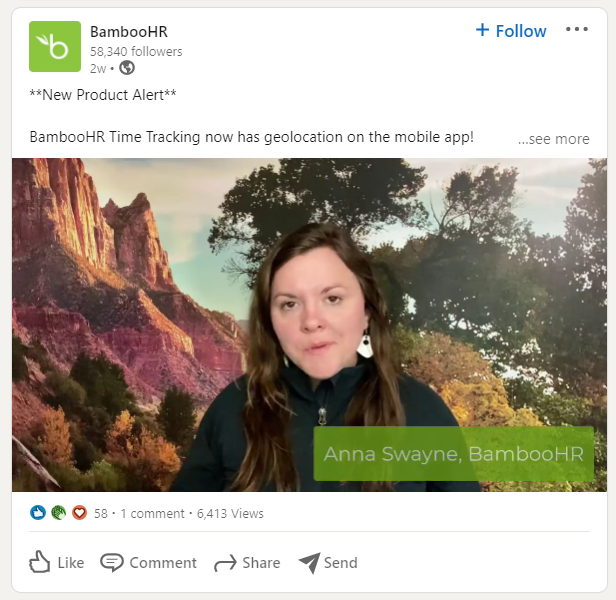 BambooHR
+ Follow
58,340 followers
2w •
**New Product Alert**
BambooHR Time Tracking now has geolocation on the mobile app!
...see more
Anna Swayne, BambooHR
58 · 1 comment · 6,413 Views
Like Comment Share Send